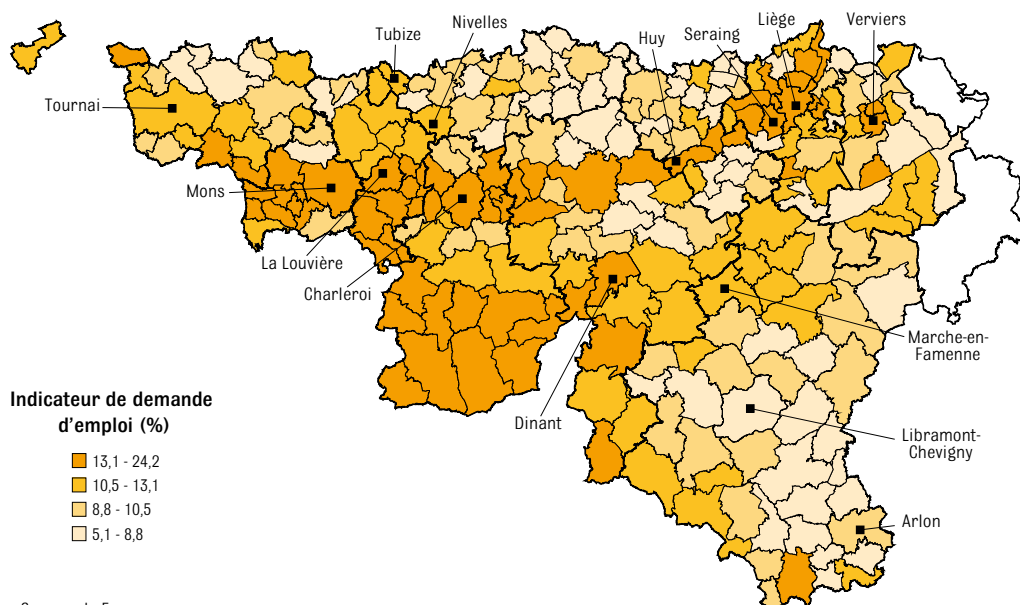 Nivelles
Tubize
Huy
Seraing
Liège
Verviers
Tournai
Mons
La Louvière
Charleroi
Dinant
Marche-en-
Famenne
Libramont-
Chevigny
Arlon
Indicateur de demande
d'emploi (%)
13,1 - 24,2
10,5 - 13,1
8,8 - 10,5
5,1 - 8,8